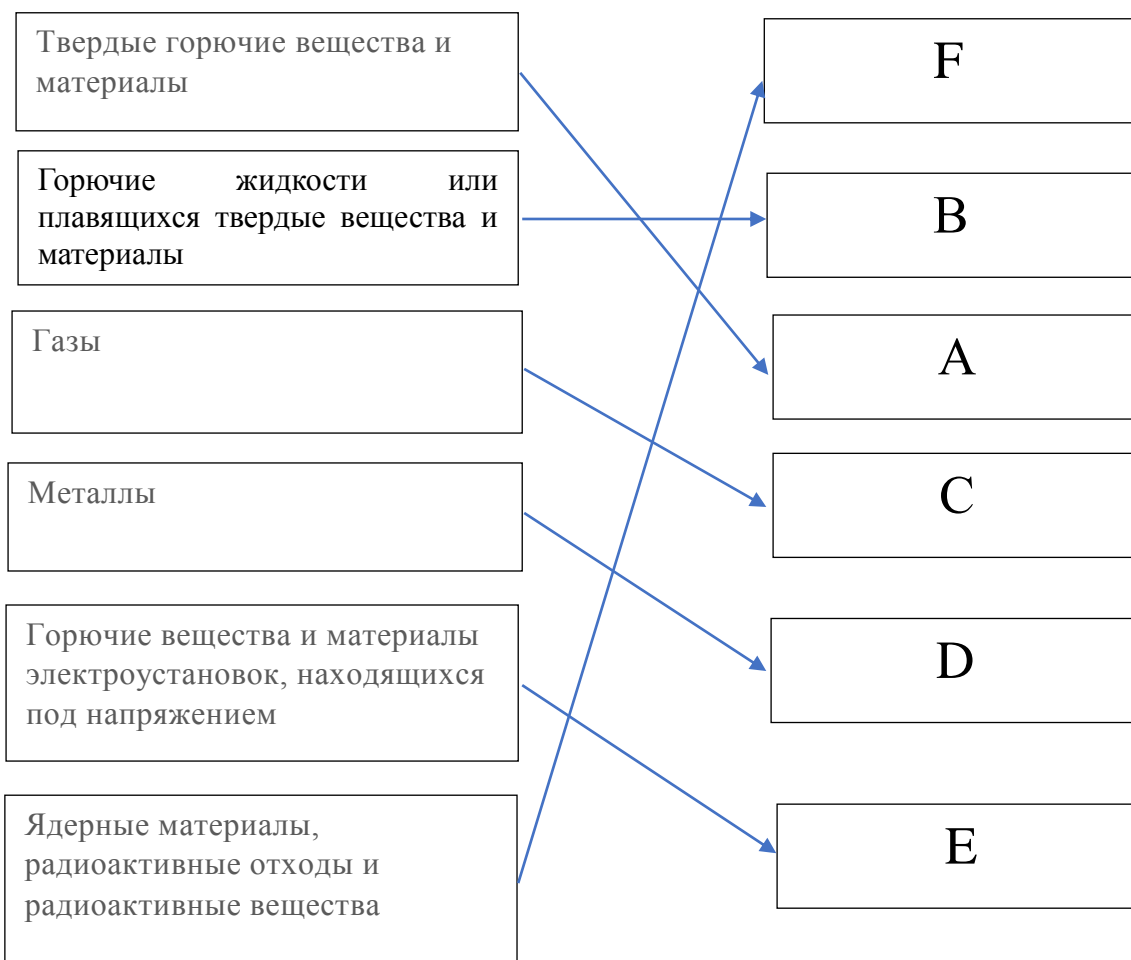 Твердые горючие вещества и
материалы
F
Горючие жидкости или
плавящихся твердые вещества и
материалы
B
Газы
A
Металлы
C
Горючие вещества и материалы
электроустановок, находящихся
под напряжением
D
Ядерные материалы,
радиоактивные отходы и
радиоактивные вещества
E